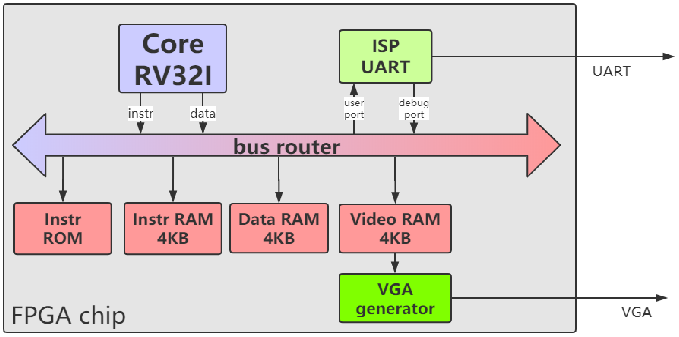 Core
RV32I
ISP
UART
UART
instr
data
user
port
debug
port
bus router
Instr
ROM
Instr RAM
4KB
Data RAM
4KB
Video RAM
4KB
VGA
generator
VGA
FPGA chip